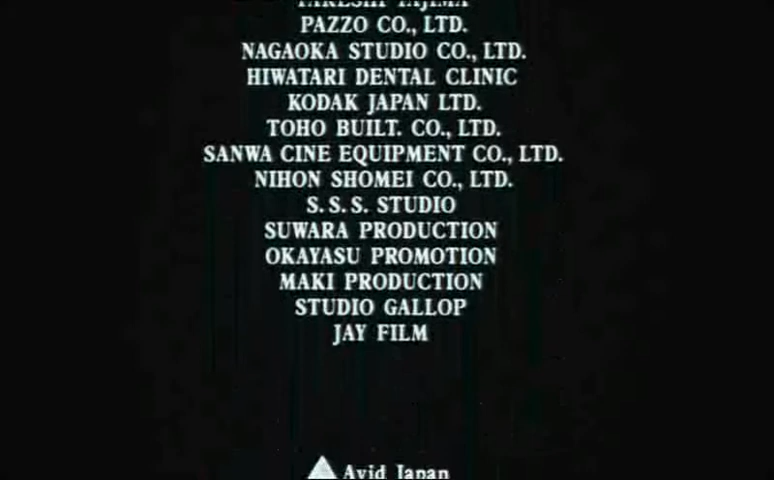 TAKESHI TAJIMA
PAZZO CO., LTD.
NAGAOKA STUDIO CO., LTD.
HIWATARI DENTAL CLINIC
KODAK JAPAN LTD.
TOHO BUILT. CO., LTD.
SANWA CINE EQUIPMENT CO., LTD.
NIHON SHOMEI CO., LTD.
S. S. S. STUDIO
SUWARA PRODUCTION
OKAYASU PROMOTION
MAKI PRODUCTION
STUDIO GALLOP
JAY FILM
Avid Japan